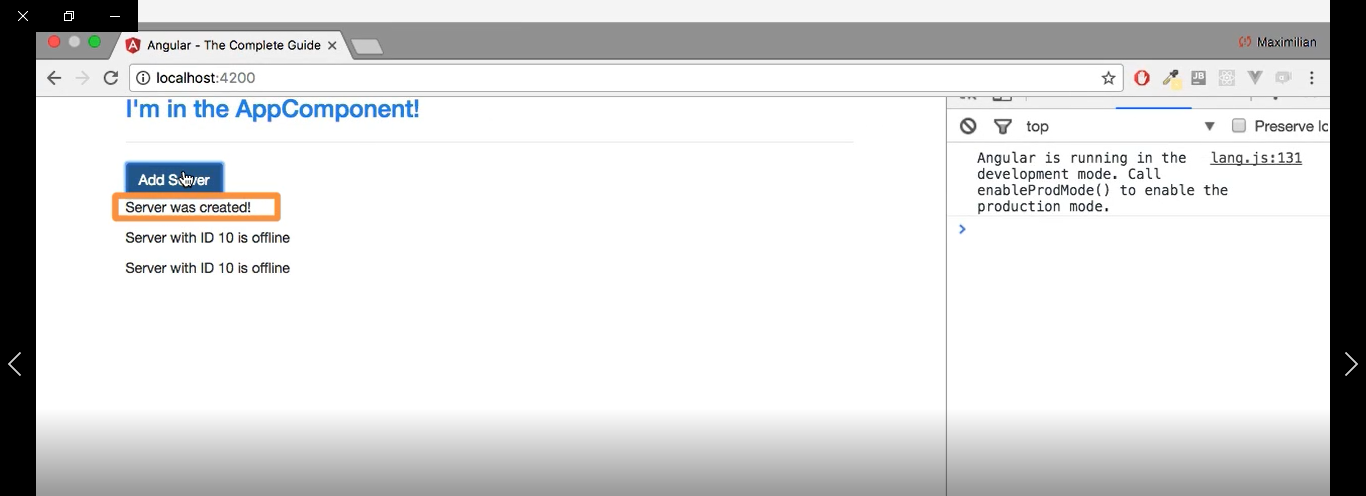 Angular - The Complete Guide
Maximilian
localhost:4200
I'm in the AppComponent!
top
Preserve
Angular is running in the lang.js:131
development mode. Call
enableProdMode() to enable the
production mode.
Add Server
Server was created!
Server with ID 10 is offline
Server with ID 10 is offline
JB